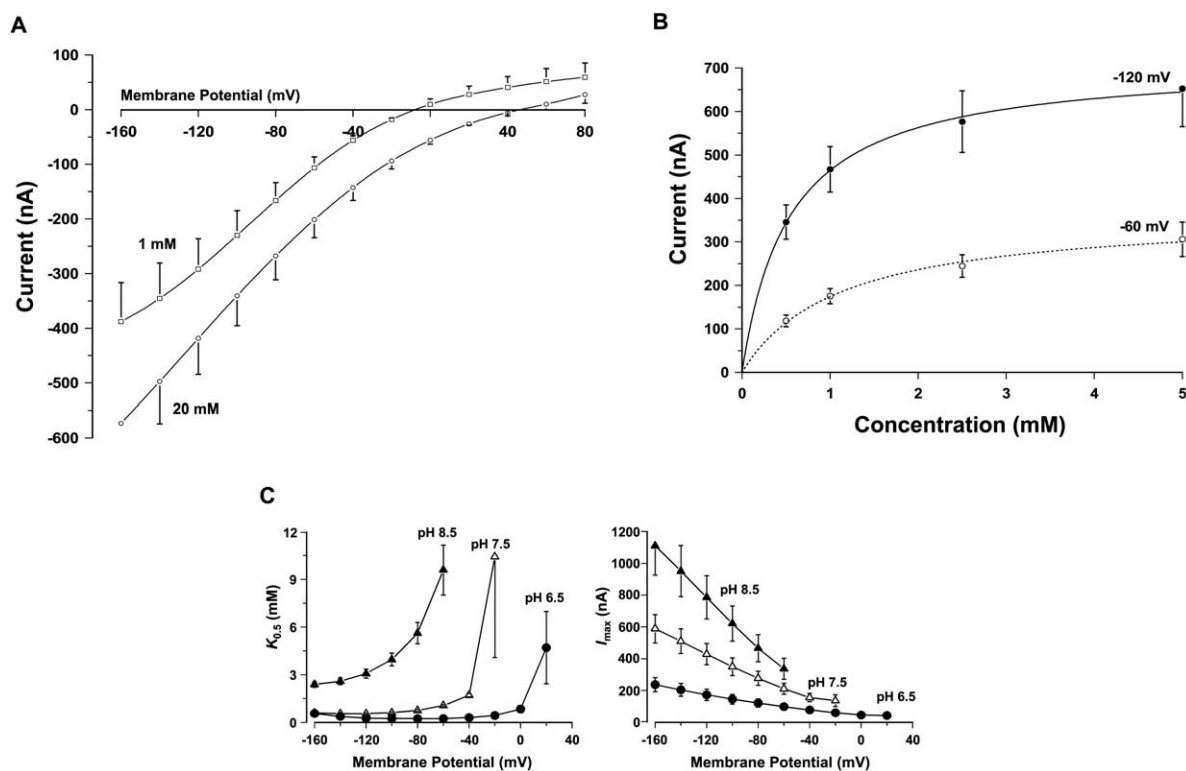 A
100
Membrane Potential (mV)
0
-160 -120 -80 -40 0 40 80
-100
-200
-300
-400
-500
-600
Current (nA)
1 mM
20 mM
B
700
600
500
400
300
200
100
0
Current (nA)
-120 mV
-60 mV
0 1 2 3 4 5
Concentration (mM)
C
12
9
6
3
0
K0.5 (mM)
pH 8.5
pH 7.5
pH 6.5
-160 -120 -80 -40 0 40
Membrane Potential (mV)
1200
1000
800
600
400
200
0
Imax (nA)
pH 8.5
pH 7.5
pH 6.5
-160 -120 -80 -40 0 40
Membrane Potential (mV)